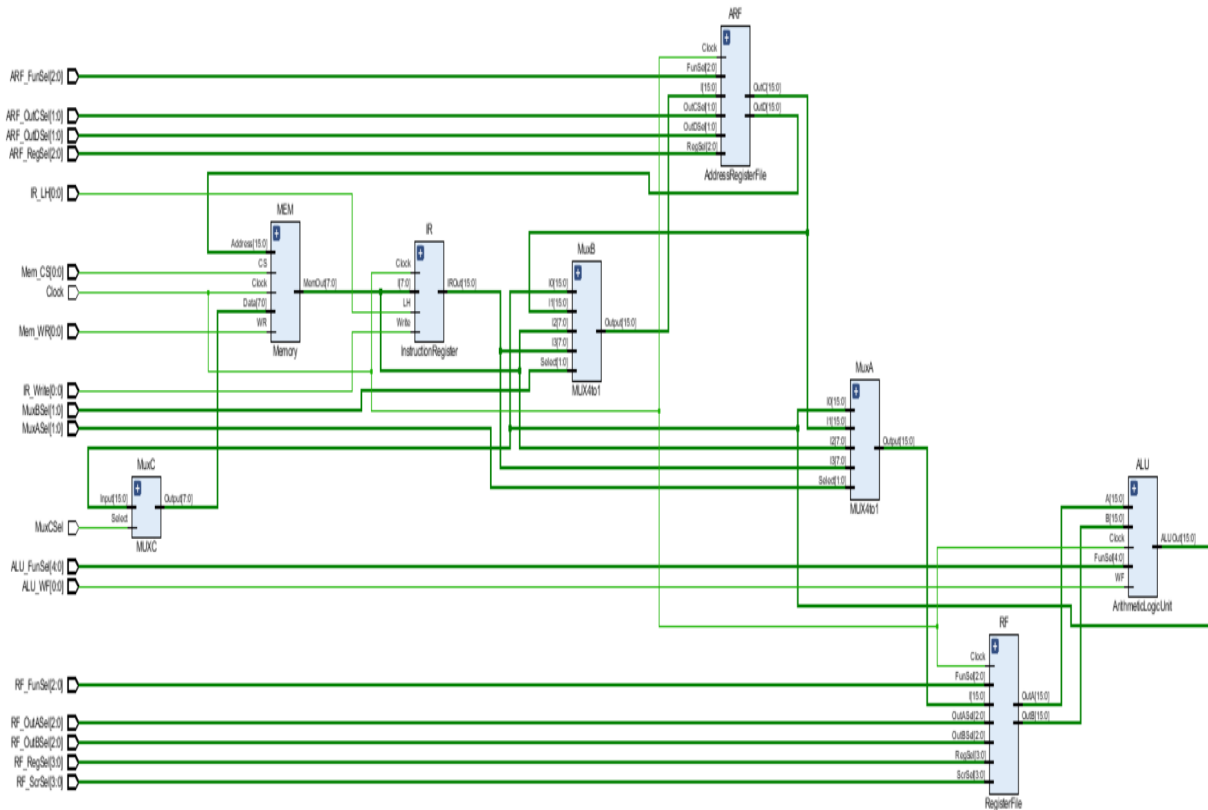 ARF
Clock
FunSel[2:0]
I[15:0]
OutCSel[1:0]
OutDSel[1:0]
RegSel[2:0]
OutC[15:0]
OutD[15:0]
AddressRegisterFile
ARF_FunSel[2:0]
ARF_OutCSel[1:0]
ARF_OutDSel[1:0]
ARF_RegSel[2:0]
IR_LH[0:0]
Mem_CS[0:0]
Clock
Mem_WR[0:0]
IR_Write[0:0]
MuxBSel[1:0]
MuxASel[1:0]
MuxCSel
ALU_FunSel[4:0]
ALU_WF[0:0]
RF_FunSel[2:0]
RF_OutASel[2:0]
RF_OutBSel[2:0]
RF_RegSel[3:0]
RF_ScrSel[3:0]
MEM
Address[15:0]
CS
Clock
Data[7:0]
WR
MemOut[7:0]
Memory
IR
Clock
I[7:0]
LH
Write
IROut[15:0]
InstructionRegister
MuxB
I0[15:0]
I1[15:0]
I2[7:0]
I3[7:0]
Select[1:0]
Output[15:0]
MUX4to1
MuxA
I0[15:0]
I1[15:0]
I2[7:0]
I3[7:0]
Select[1:0]
Output[15:0]
MUX4to1
MuxC
Input[15:0]
Select
Output[7:0]
MUXC
ALU
A[15:0]
B[15:0]
Clock
FunSel[4:0]
WF
ALUOut[15:0]
ArithmeticLogicUnit
RF
Clock
FunSel[2:0]
I[15:0]
OutASel[2:0]
OutBSel[2:0]
RegSel[3:0]
ScrSel[3:0]
OutA[15:0]
OutB[15:0]
RegisterFile